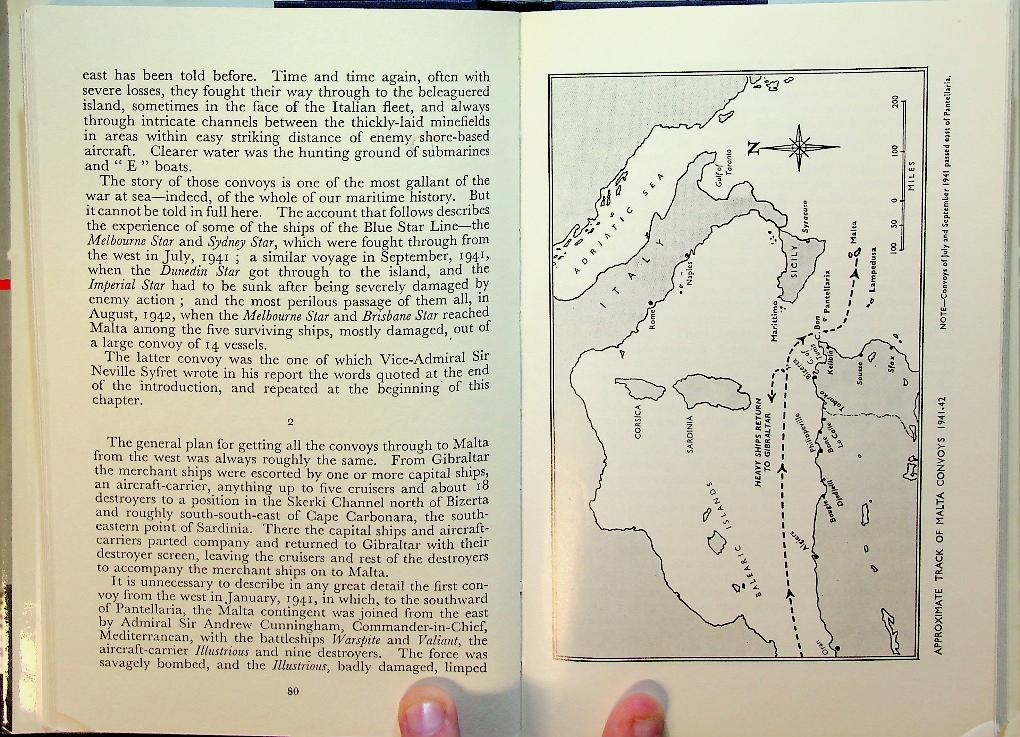 east has been told before. Time and time again, often with
severe losses, they fought their way through to the beleaguered
island, sometimes in the face of the Italian fleet, and always
through intricate channels between the thickly-laid minefields
in areas within easy striking distance of enemy shore-based
aircraft. Clearer water was the hunting ground of submarines
and “ E ” boats.
The story of those convoys is one of the most gallant of the
war at sea—indeed, of the whole of our maritime history. But
it cannot be told in full here. The account that follows describes
the experience of some of the ships of the Blue Star Line—the
Melbourne Star and Sydney Star, which were fought through from
the west in July, 1941 ; a similar voyage in September, 1941,
when the Dunedin Star got through to the island, and the
Imperial Star had to be sunk after being severely damaged by
enemy action ; and the most perilous passage of them all, in
August, 1942, when the Melbourne Star and Brisbane Star reached
Malta among the five surviving ships, mostly damaged, out of
a large convoy of 14 vessels.
The latter convoy was the one of which Vice-Admiral Sir
Neville Syfret wrote in his report the words quoted at the end
of the introduction, and repeated at the beginning of this
chapter.
2
The general plan for getting all the convoys through to Malta
from the west was always roughly the same. From Gibraltar
the merchant ships were escorted by one or more capital ships,
an aircraft-carrier, anything up to five cruisers and about 18
destroyers to a position in the Skerki Channel north of Bizerta
and roughly south-south-east of Cape Carbonara, the south-
eastern point of Sardinia. There the capital ships and aircraft-
carriers parted company and returned to Gibraltar with their
destroyer screen, leaving the cruisers and rest of the destroyers
to accompany the merchant ships on to Malta.
It is unnecessary to describe in any great detail the first con-
voy from the west in January, 1941, in which, to the southward
of Pantellaria, the Malta contingent was joined from the east
by Admiral Sir Andrew Cunningham, Commander-in-Chief,
Mediterranean, with the battleships Warspite and Valiant, the
aircraft-carrier Illustrious and nine destroyers. The force was
savagely bombed, and the Illustrious, badly damaged, limped
80
ADRIATIC SEA
ITALY
Gulf of
Taranto
N
Rome
Naples
SICILY
Syracuse
Marittimo
Malta
Pantellaria
Lampedusa
C. Bon
G. of
Tunis
Kelibia
Bizerta
Sousse
Sfax
Tabarka
La Calle
Bone
Philippeville
Djidjelli
Bougie
Algiers
Oran
CORSICA
SARDINIA
BALEARIC ISLANDS
HEAVY SHIPS RETURN
TO GIBRALTAR
100 50 0 100 200
MILES
APPROXIMATE TRACK OF MALTA CONVOYS 1941-42
NOTE—Convoys of July and September 1941 passed east of Pantellaria.